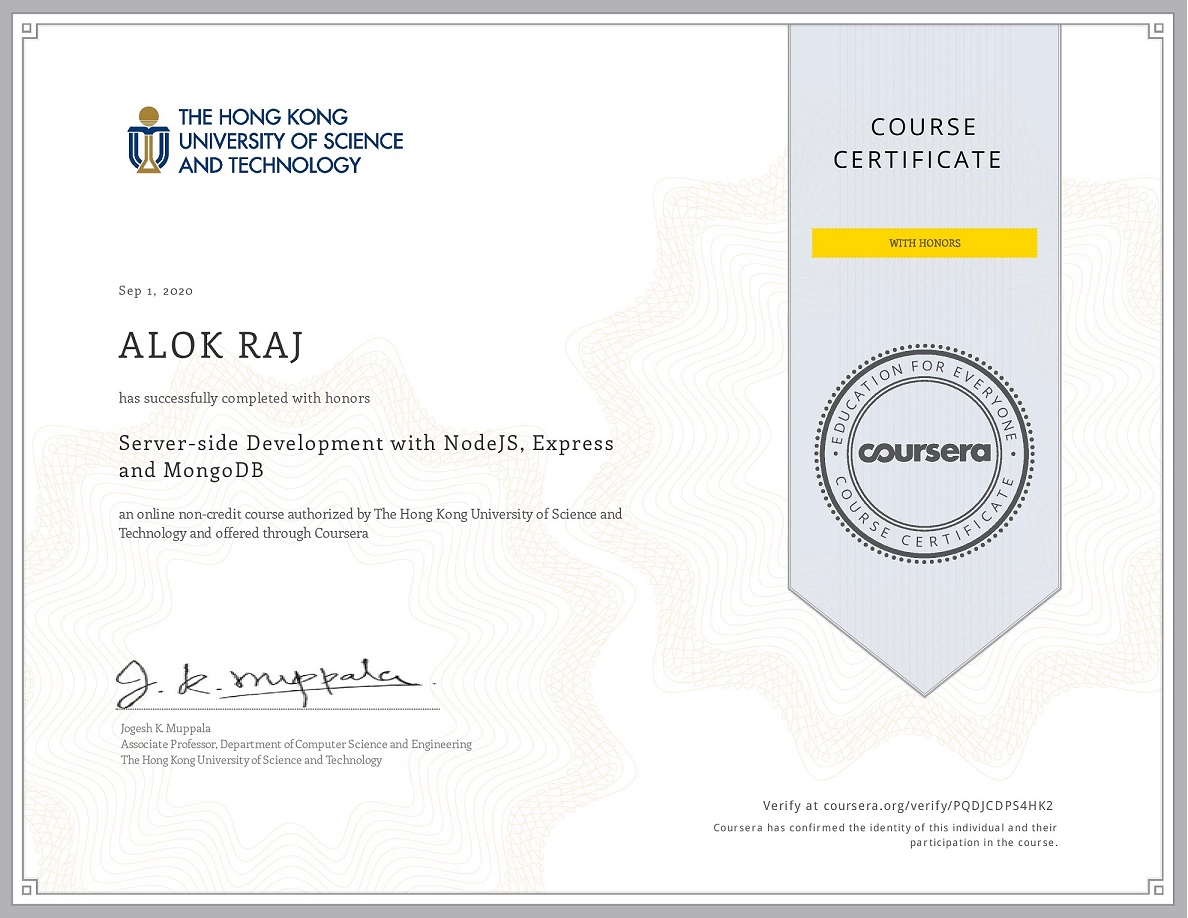 THE HONG KONG
UNIVERSITY OF SCIENCE
AND TECHNOLOGY
COURSE
CERTIFICATE
WITH HONORS
Sep 1, 2020
ALOK RAJ
has successfully completed with honors
Server-side Development with NodeJS, Express
and MongoDB
an online non-credit course authorized by The Hong Kong University of Science and
Technology and offered through Coursera
EDUCATION FOR EVERYONE
coursera
COURSE CERTIFICATE
J. K. Muppala
Jogesh K. Muppala
Associate Professor, Department of Computer Science and Engineering
The Hong Kong University of Science and Technology
Verify at coursera.org/verify/PQDJCDPS4HK2
Coursera has confirmed the identity of this individual and their
participation in the course.